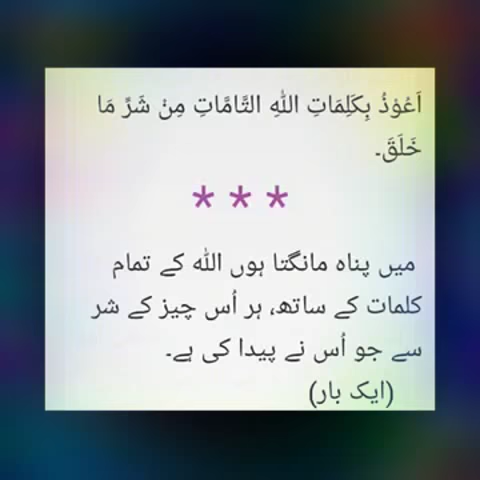 اَعُوْذُ بِكَلِمَاتِ اللّٰهِ التَّامَّاتِ مِنْ شَرِّ مَا
خَلَقَ۔
* * *
میں پناہ مانگتا ہوں اللّٰہ کے تمام
کلمات کے ساتھ، ہر اُس چیز کے شر
سے جو اُس نے پیدا کی ہے۔
(ایک بار)